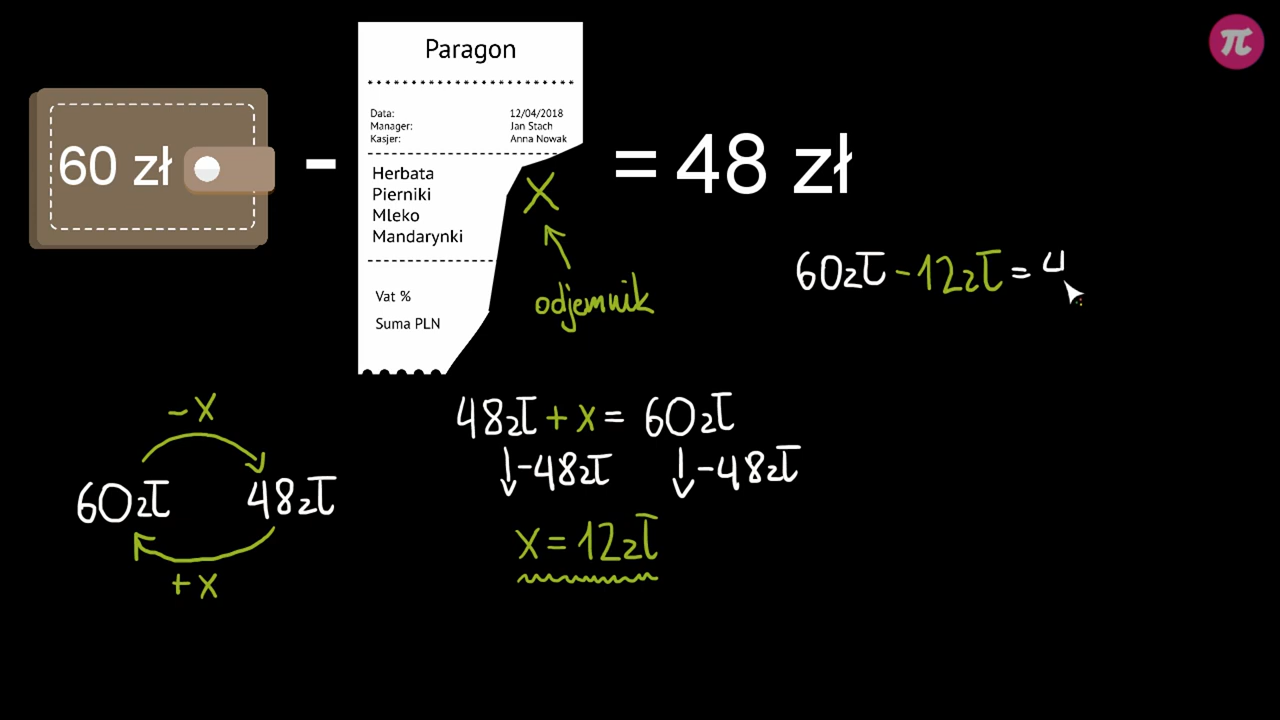 π
Paragon
Data: 12/04/2018
Manager: Jan Stach
Kasjer: Anna Nowak
60 zł - x = 48 zł
Herbata
Pierniki
Mleko
Mandarynki
odjemnik
Vat %
Suma PLN
60zł - 12zł = 4
- x
60zł 48zł
+ x
48zł + x = 60zł
-48zł -48zł
x = 12zł